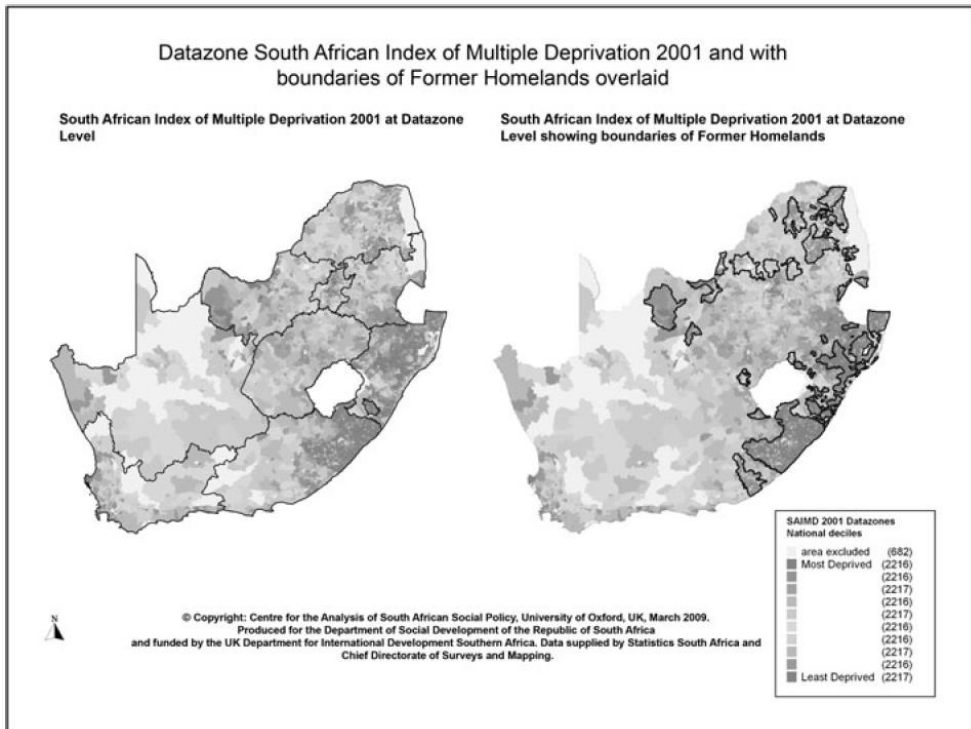 Datazone South African Index of Multiple Deprivation 2001 and with
boundaries of Former Homelands overlaid
South African Index of Multiple Deprivation 2001 at Datazone
Level
South African Index of Multiple Deprivation 2001 at Datazone
Level showing boundaries of Former Homelands
SAIMD 2001 Datazones
National deciles
area excluded (682)
Most Deprived (2216)
(2216)
(2217)
(2216)
(2217)
(2216)
(2216)
(2217)
(2216)
Least Deprived (2217)
N
© Copyright: Centre for the Analysis of South African Social Policy, University of Oxford, UK, March 2009.
Produced for the Department of Social Development of the Republic of South Africa
and funded by the UK Department for International Development Southern Africa. Data supplied by Statistics South Africa and
Chief Directorate of Surveys and Mapping.